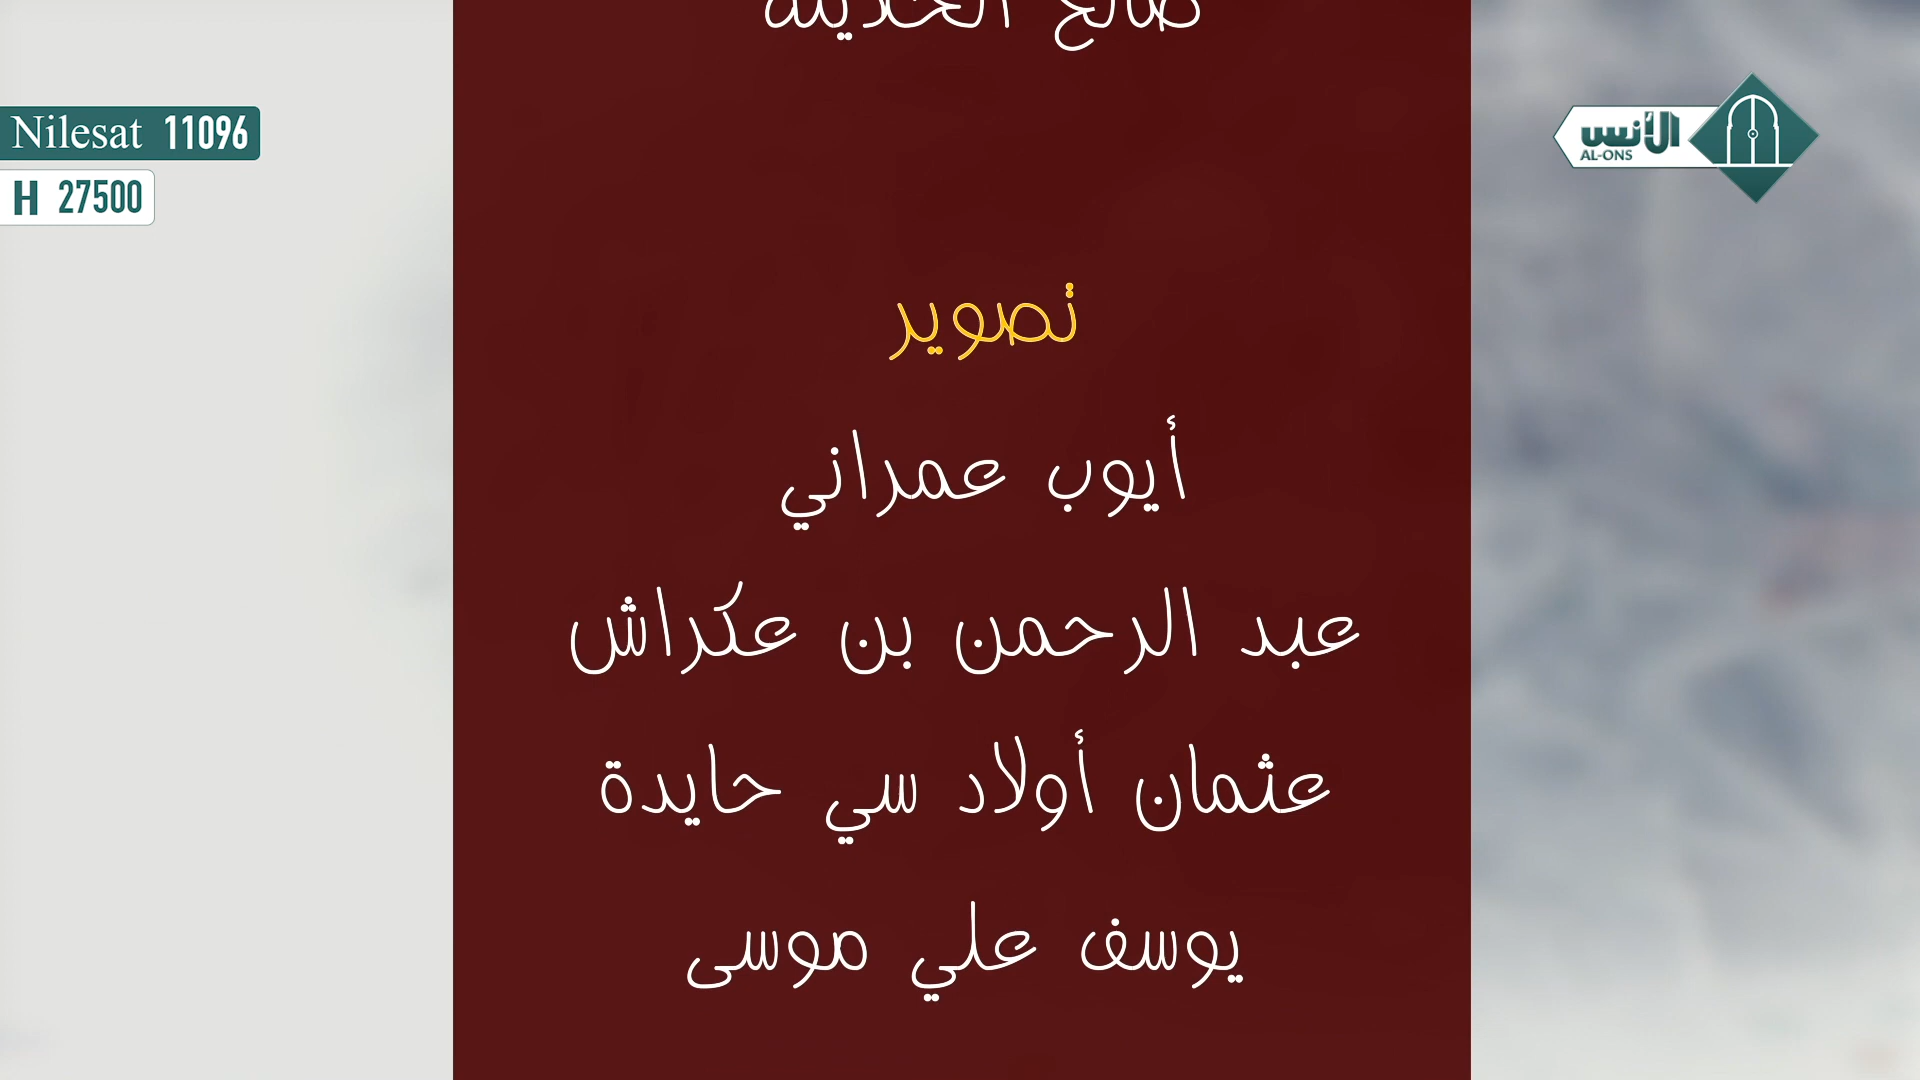 صالح
Nilesat 11096
H 27500
الأنس
AL-ONS
تصوير
أيوب عمراني
عبد الرحمن بن عكراش
عثمان أولاد سي حايدة
يوسف علي موسى